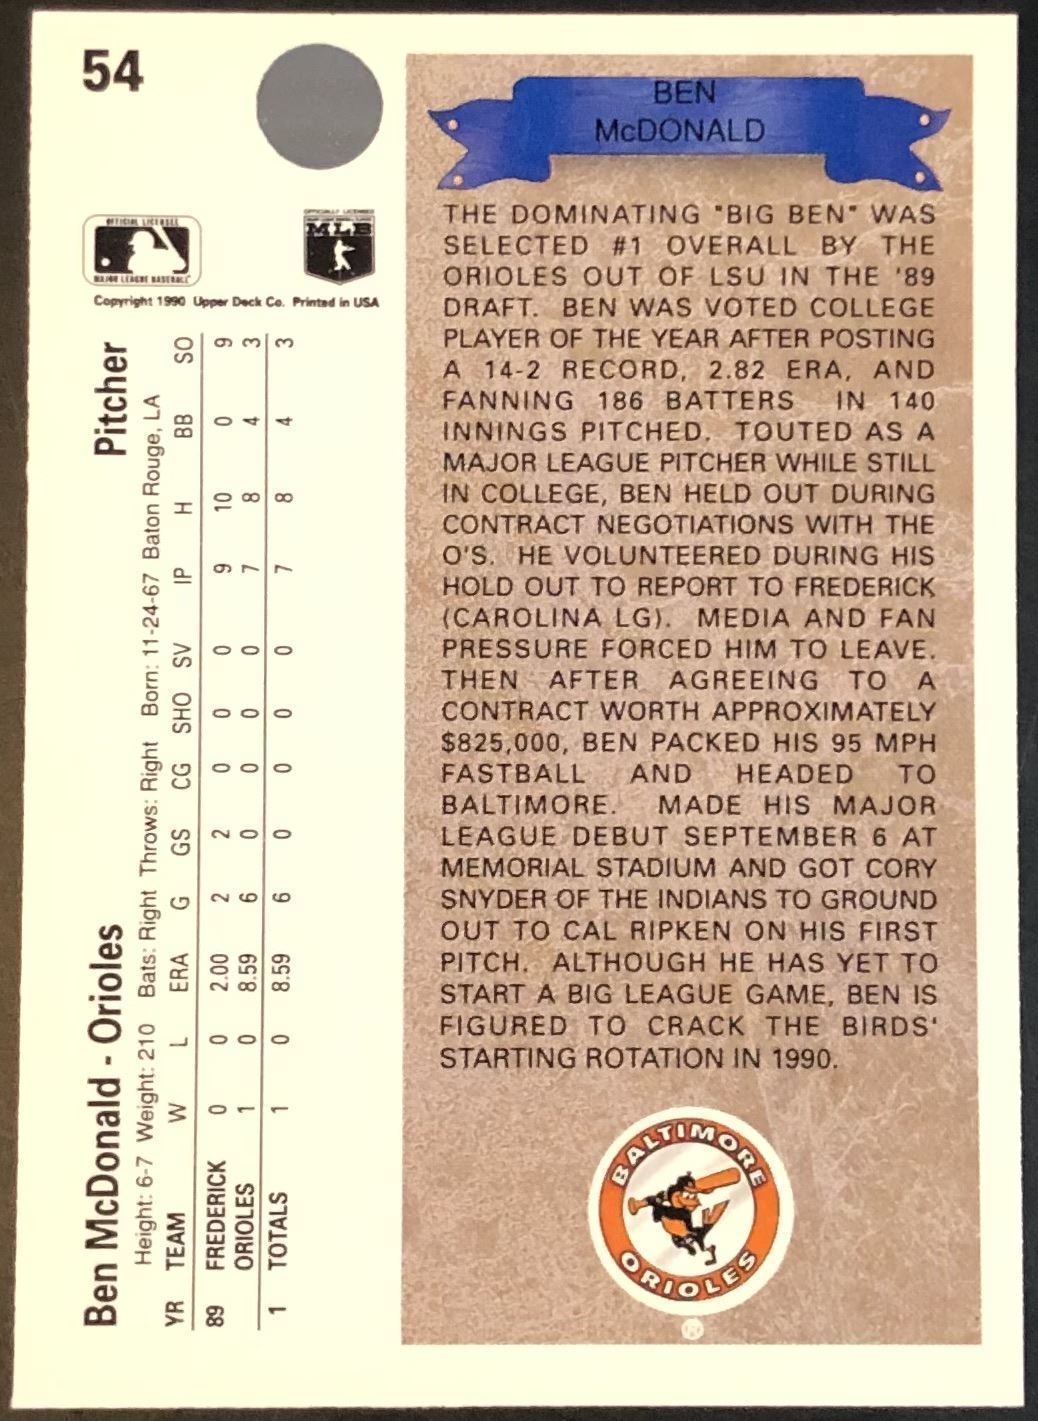 54
OFFICIAL LICENSEE
MAJOR LEAGUE BASEBALL
OFFICIALLY LICENSED
MLB
Copyright 1990 Upper Deck Co. Printed in USA
Ben McDonald - Orioles Pitcher
Height: 6-7 Weight: 210 Bats: Right Throws: Right Born: 11-24-67 Baton Rouge, LA
YR TEAM W L ERA G GS CG SHO SV IP H BB SO
89 FREDERICK 0 0 2.00 2 2 0 0 0 9 10 0 9
ORIOLES 1 0 8.59 6 0 0 0 0 7 8 4 3
1 TOTALS 1 0 8.59 6 0 0 0 0 7 8 4 3
BEN
McDONALD
THE DOMINATING "BIG BEN" WAS
SELECTED #1 OVERALL BY THE
ORIOLES OUT OF LSU IN THE '89
DRAFT. BEN WAS VOTED COLLEGE
PLAYER OF THE YEAR AFTER POSTING
A 14-2 RECORD, 2.82 ERA, AND
FANNING 186 BATTERS IN 140
INNINGS PITCHED. TOUTED AS A
MAJOR LEAGUE PITCHER WHILE STILL
IN COLLEGE, BEN HELD OUT DURING
CONTRACT NEGOTIATIONS WITH THE
O'S. HE VOLUNTEERED DURING HIS
HOLD OUT TO REPORT TO FREDERICK
(CAROLINA LG). MEDIA AND FAN
PRESSURE FORCED HIM TO LEAVE.
THEN AFTER AGREEING TO A
CONTRACT WORTH APPROXIMATELY
$825,000, BEN PACKED HIS 95 MPH
FASTBALL AND HEADED TO
BALTIMORE. MADE HIS MAJOR
LEAGUE DEBUT SEPTEMBER 6 AT
MEMORIAL STADIUM AND GOT CORY
SNYDER OF THE INDIANS TO GROUND
OUT TO CAL RIPKEN ON HIS FIRST
PITCH. ALTHOUGH HE HAS YET TO
START A BIG LEAGUE GAME, BEN IS
FIGURED TO CRACK THE BIRDS'
STARTING ROTATION IN 1990.
BALTIMORE
ORIOLES